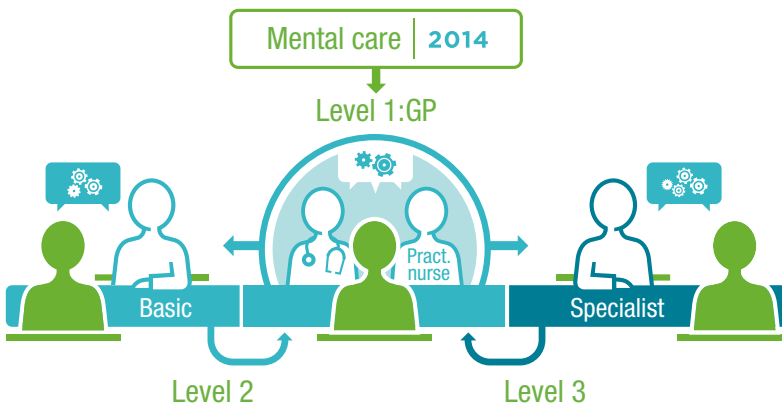 Mental care | 2014
Level 1:GP
Pract.
nurse
Basic
Specialist
Level 2
Level 3